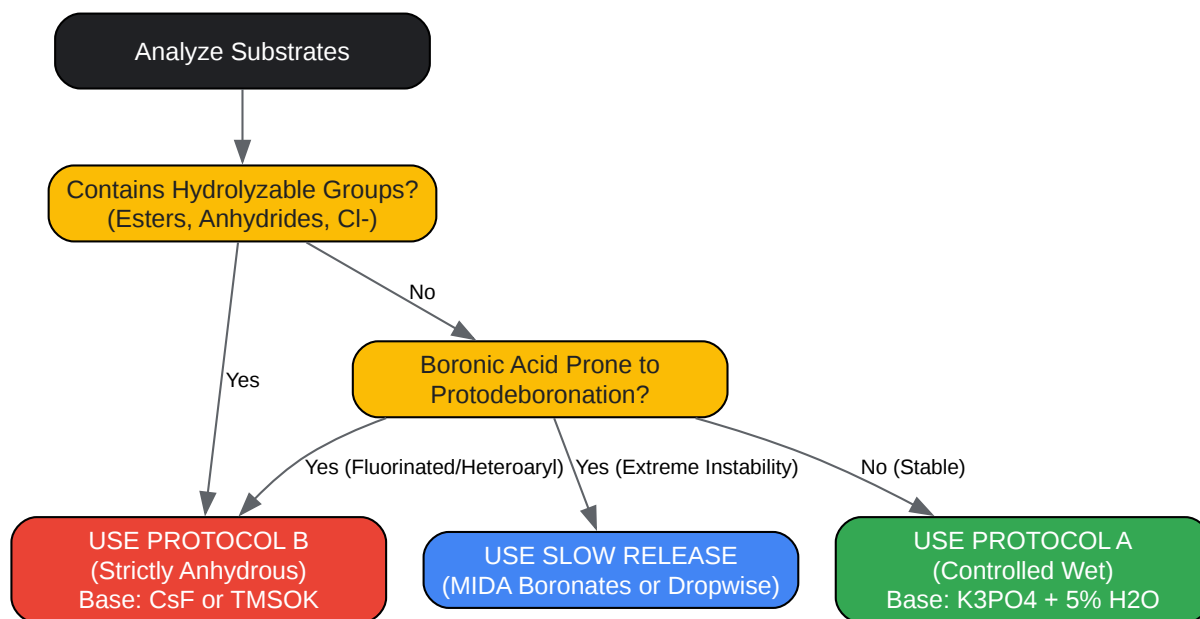 Analyze Substrates
Contains Hydrolyzable Groups?
(Esters, Anhydrides, Cl-)
No
Boronic Acid Prone to
Protodeboronation?
Yes
Yes (Fluorinated/Heteroaryl)
Yes (Extreme Instability)
No (Stable)
USE PROTOCOL B
(Strictly Anhydrous)
Base: CsF or TMSOK
USE SLOW RELEASE
(MIDA Boronates or Dropwise)
USE PROTOCOL A
(Controlled Wet)
Base: K3PO4 + 5% H2O